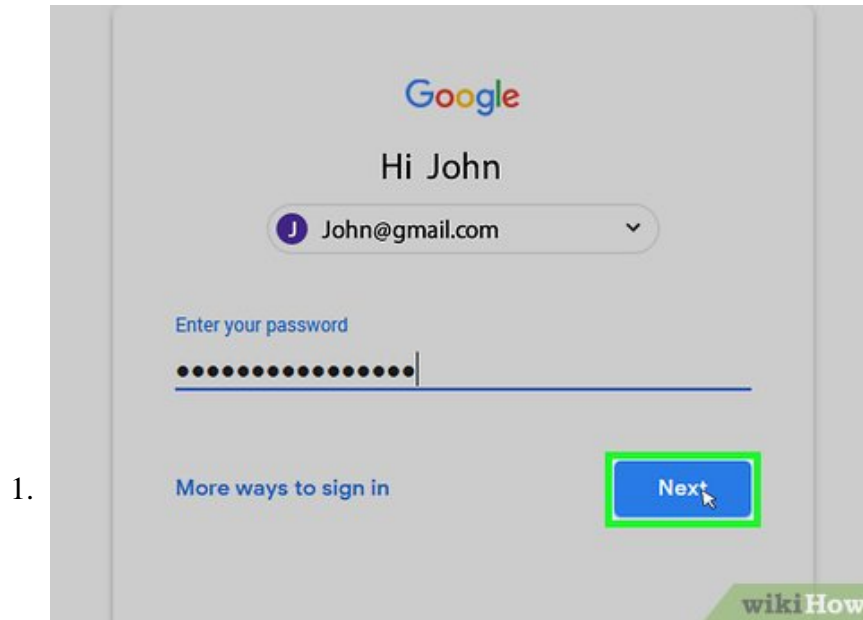 Google
Hi John
J John@gmail.com
Enter your password
••••••••••••••••
1. More ways to sign in Next
wikiHow